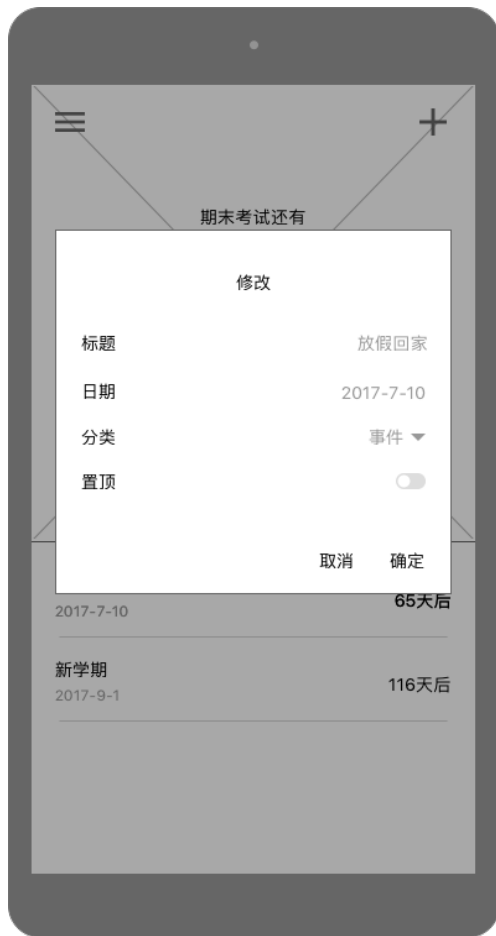 期末考试还有
修改
标题 放假回家
日期 2017-7-10
分类 事件
置顶
取消 确定
2017-7-10 65天后
新学期
2017-9-1 116天后